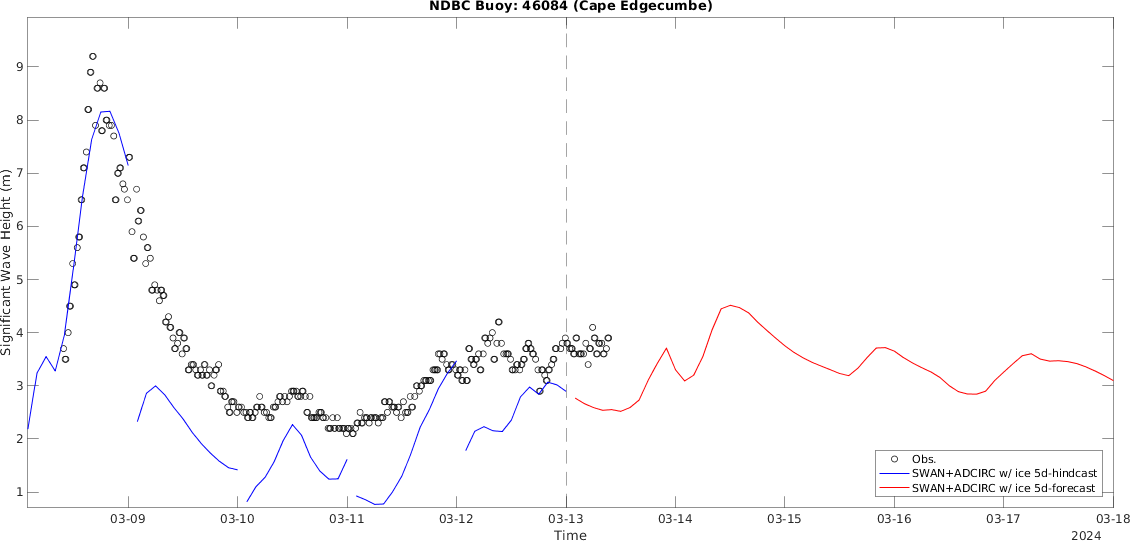 NDBC Buoy: 46084 (Cape Edgecumbe)
Significant Wave Height (m)
9
8
7
6
5
4
3
2
1
Obs.
SWAN+ADCIRC w/ ice 5d-hindcast
SWAN+ADCIRC w/ ice 5d-forecast
03-09 03-10 03-11 03-12 03-13 03-14 03-15 03-16 03-17 03-18
Time
2024